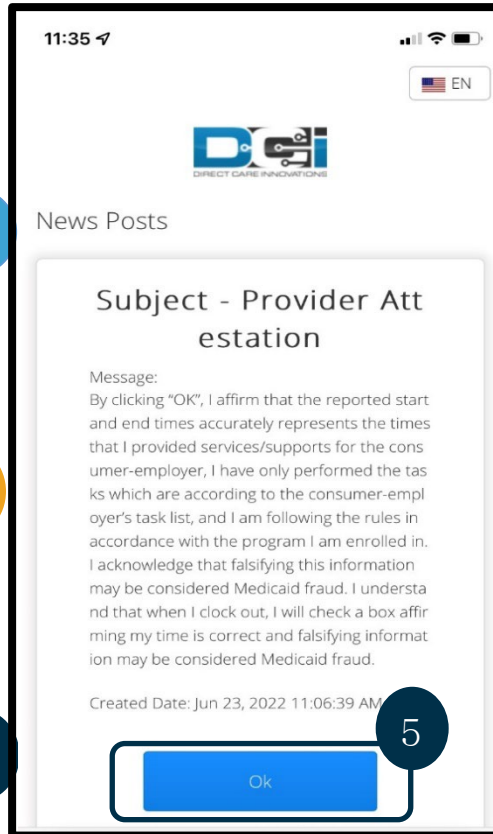 11:35
EN
DCI
DIRECT CARE INNOVATIONS
News Posts
Subject - Provider Att
estation
Message:
By clicking “OK”, I affirm that the reported start
and end times accurately represents the times
that I provided services/supports for the cons
umer-employer, I have only performed the tas
ks which are according to the consumer-empl
oyer’s task list, and I am following the rules in
accordance with the program I am enrolled in.
I acknowledge that falsifying this information
may be considered Medicaid fraud. I understa
nd that when I clock out, I will check a box affir
ming my time is correct and falsifying informat
ion may be considered Medicaid fraud.
Created Date: Jun 23, 2022 11:06:39 AM
5
Ok